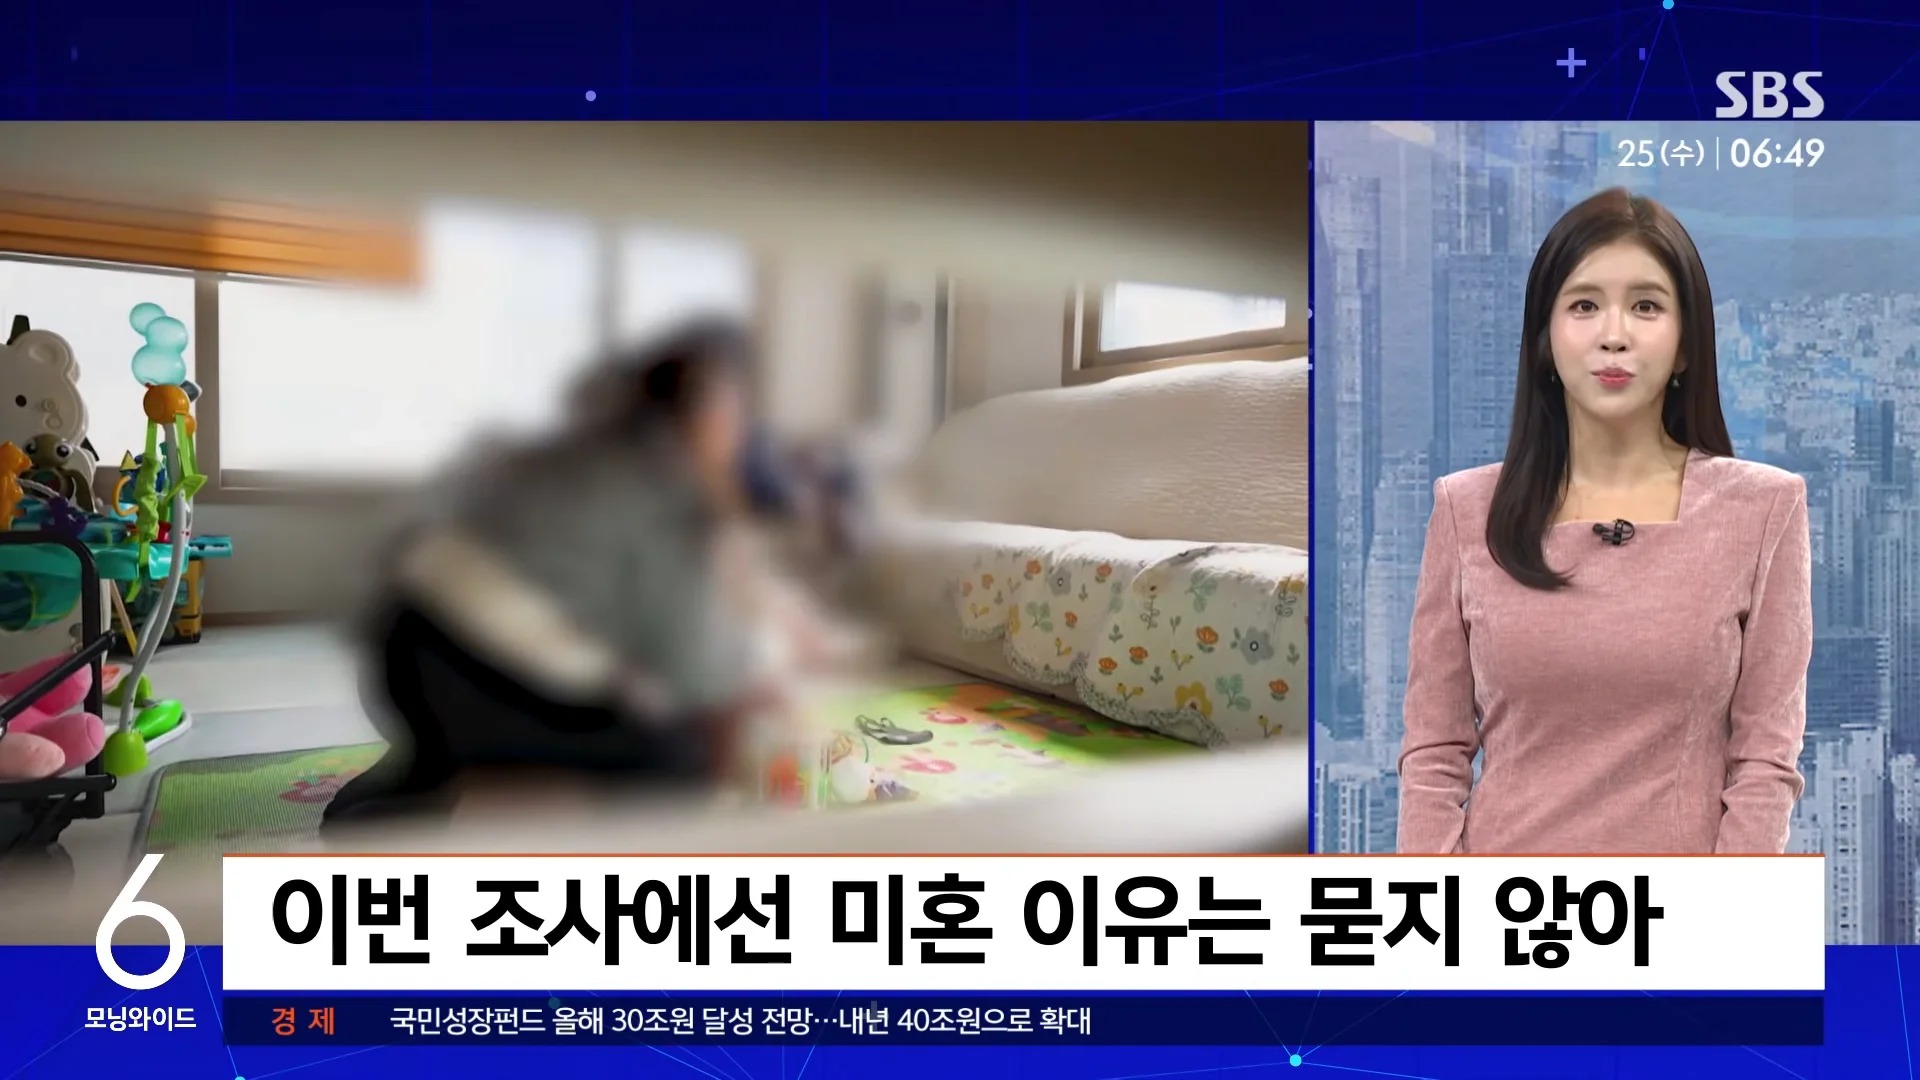 SBS
25(수) | 06:49
이번 조사에선 미혼 이유는 묻지 않아
6
모닝와이드
경제 국민성장펀드 올해 30조원 달성 전망…내년 40조원으로 확대